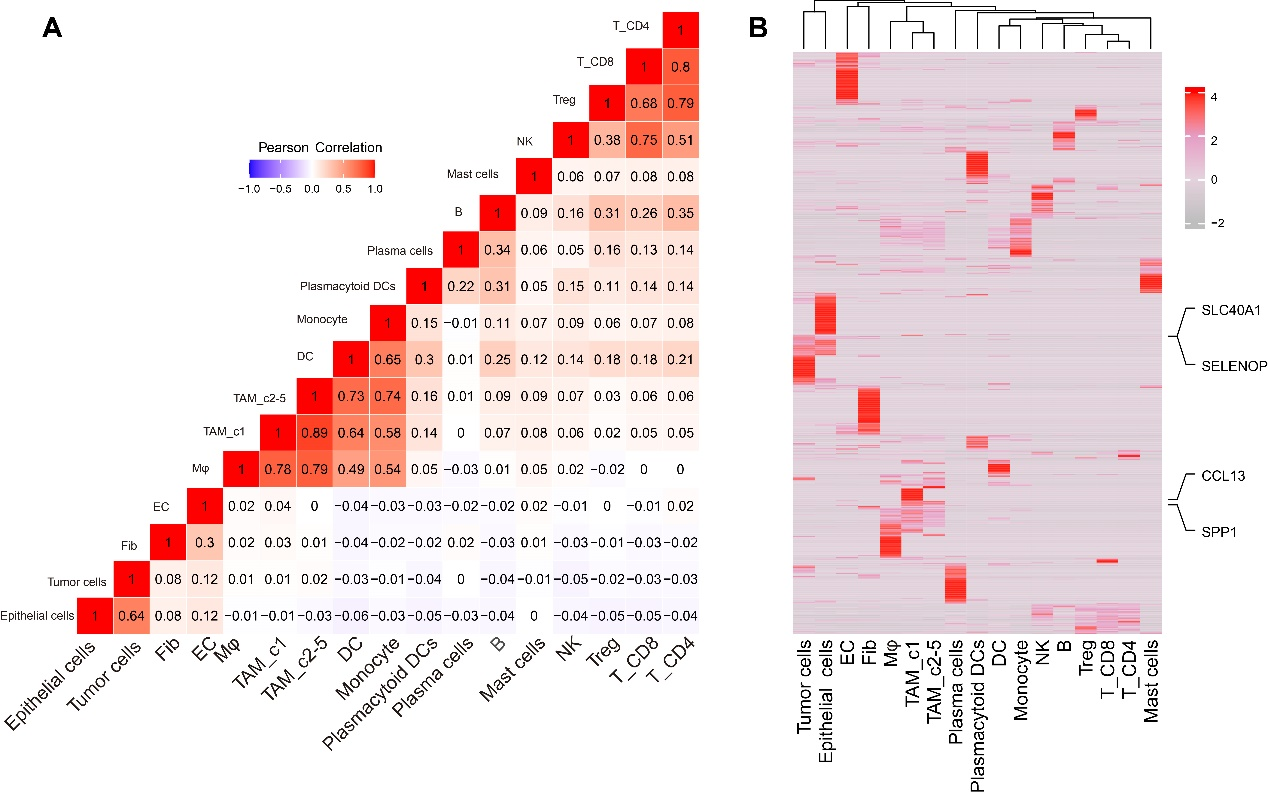 A
T_CD4
1
T_CD8
1 0.8
Treg
1 0.68 0.79
NK
1 0.38 0.75 0.51
Pearson Correlation
−1.0 −0.5 0.0 0.5 1.0
Mast cells
1 0.06 0.07 0.08 0.08
B
1 0.09 0.16 0.31 0.26 0.35
Plasma cells
1 0.34 0.06 0.05 0.16 0.13 0.14
Plasmacytoid DCs
1 0.22 0.31 0.05 0.15 0.11 0.14 0.14
Monocyte
1 0.15 −0.01 0.11 0.07 0.09 0.06 0.07 0.08
DC
1 0.65 0.3 0.01 0.25 0.12 0.14 0.18 0.18 0.21
TAM_c2-5
1 0.73 0.74 0.16 0.01 0.09 0.09 0.07 0.03 0.06 0.06
TAM_c1
1 0.89 0.64 0.58 0.14 0 0.07 0.08 0.06 0.02 0.05 0.05
Mφ
1 0.78 0.79 0.49 0.54 0.05 −0.03 0.01 0.05 0.02 −0.02 0 0
EC
1 0.02 0.04 0 −0.04 −0.03 −0.03 −0.02 −0.02 0.02 −0.01 0 −0.01 0.02
Fib
1 0.3 0.02 0.03 0.01 −0.04 −0.02 −0.02 0.02 −0.03 0.01 −0.03 −0.01 −0.03 −0.02
Tumor cells
1 0.08 0.12 0.01 0.01 0.02 −0.03 −0.01 −0.04 0 −0.04 −0.01 −0.05 −0.02 −0.03 −0.03
Epithelial cells
1 0.64 0.08 0.12 −0.01 −0.01 −0.03 −0.06 −0.03 −0.05 −0.03 −0.04 0 −0.04 −0.05 −0.05 −0.04
Epithelial cells
Tumor cells
Fib
EC
Mφ
TAM_c1
TAM_c2-5
DC
Monocyte
Plasmacytoid DCs
Plasma cells
B
Mast cells
NK
Treg
T_CD8
T_CD4
B
4
2
0
−2
SLC40A1
SELENOP
CCL13
SPP1
Tumor cells
Epithelial cells
EC
Fib
Mφ
TAM_c1
TAM_c2-5
Plasma cells
Plasmacytoid DCs
DC
Monocyte
NK
B
Treg
T_CD8
T_CD4
Mast cells